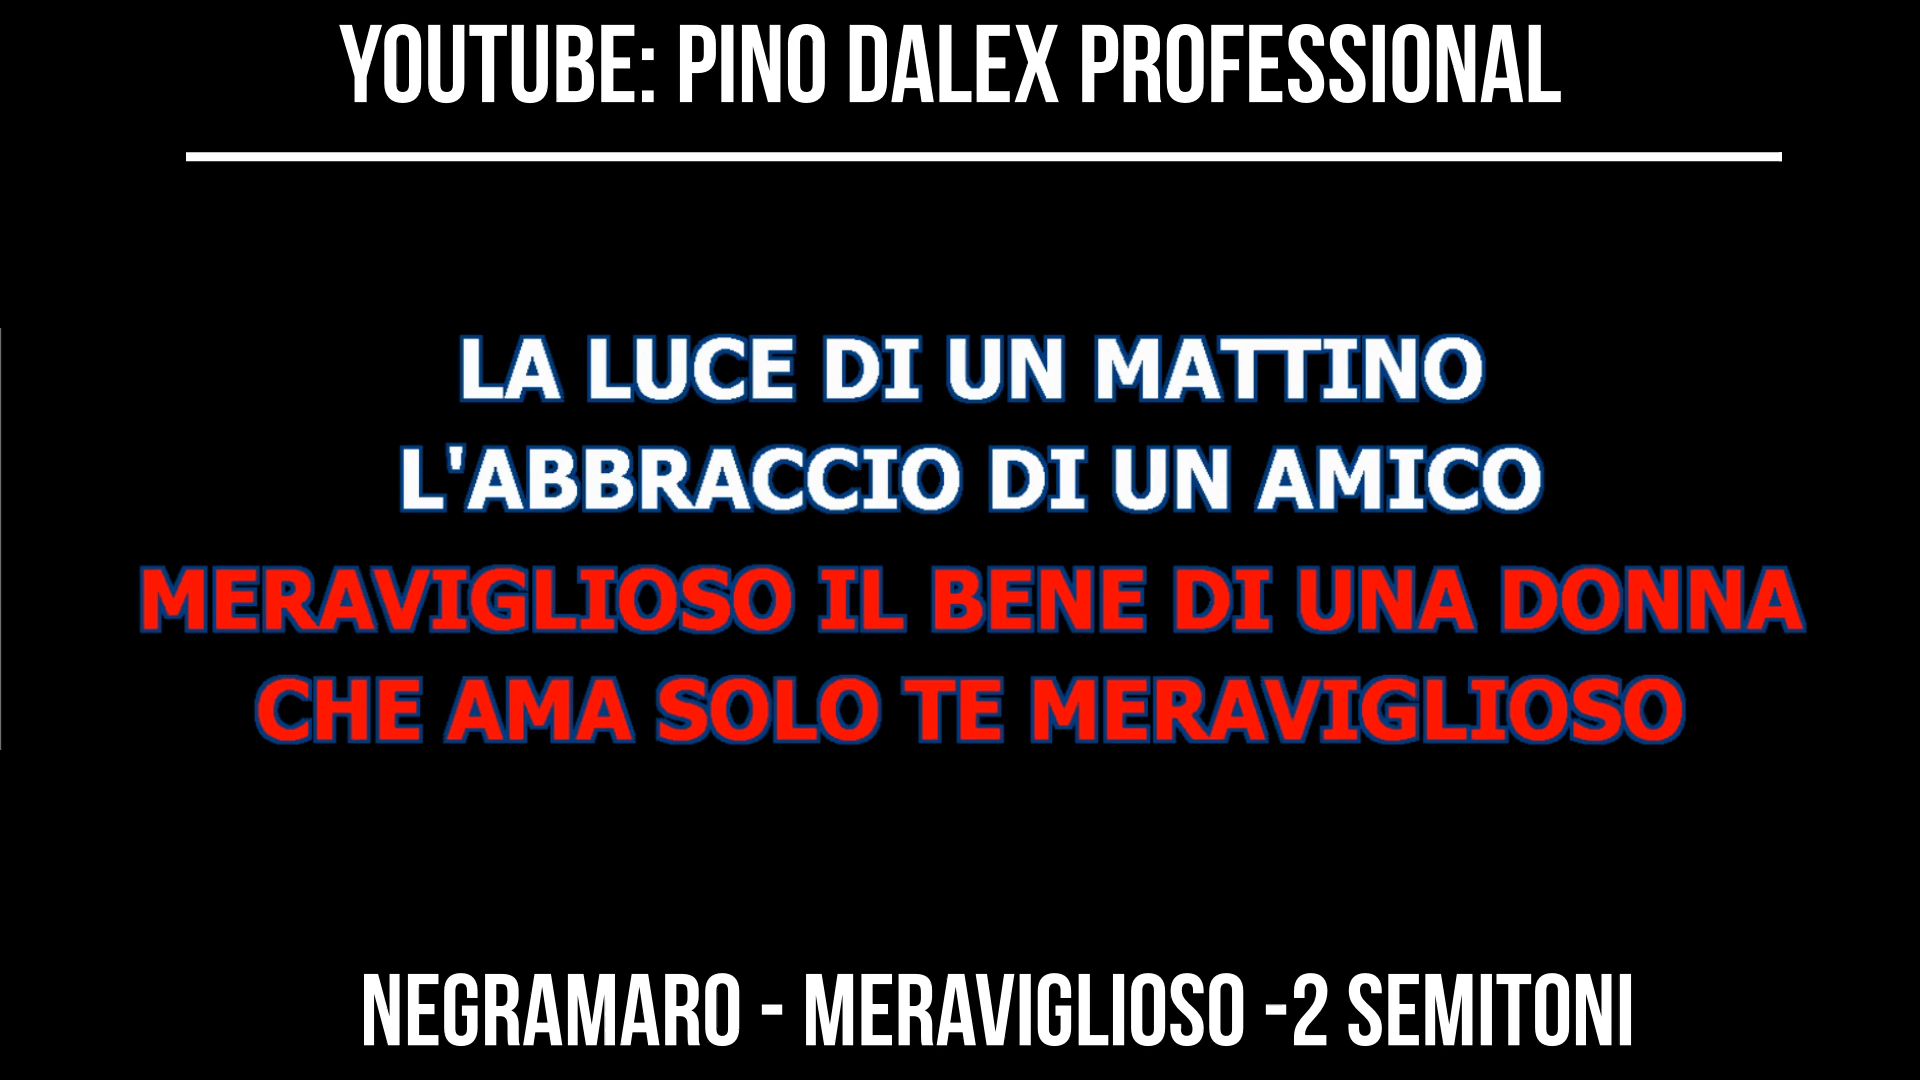 YOUTUBE: PINO DALEX PROFESSIONAL
LA LUCE DI UN MATTINO
L'ABBRACCIO DI UN AMICO
MERAVIGLIOSO IL BENE DI UNA DONNA
CHE AMA SOLO TE MERAVIGLIOSO
NEGRAMARO - MERAVIGLIOSO -2 SEMITONI